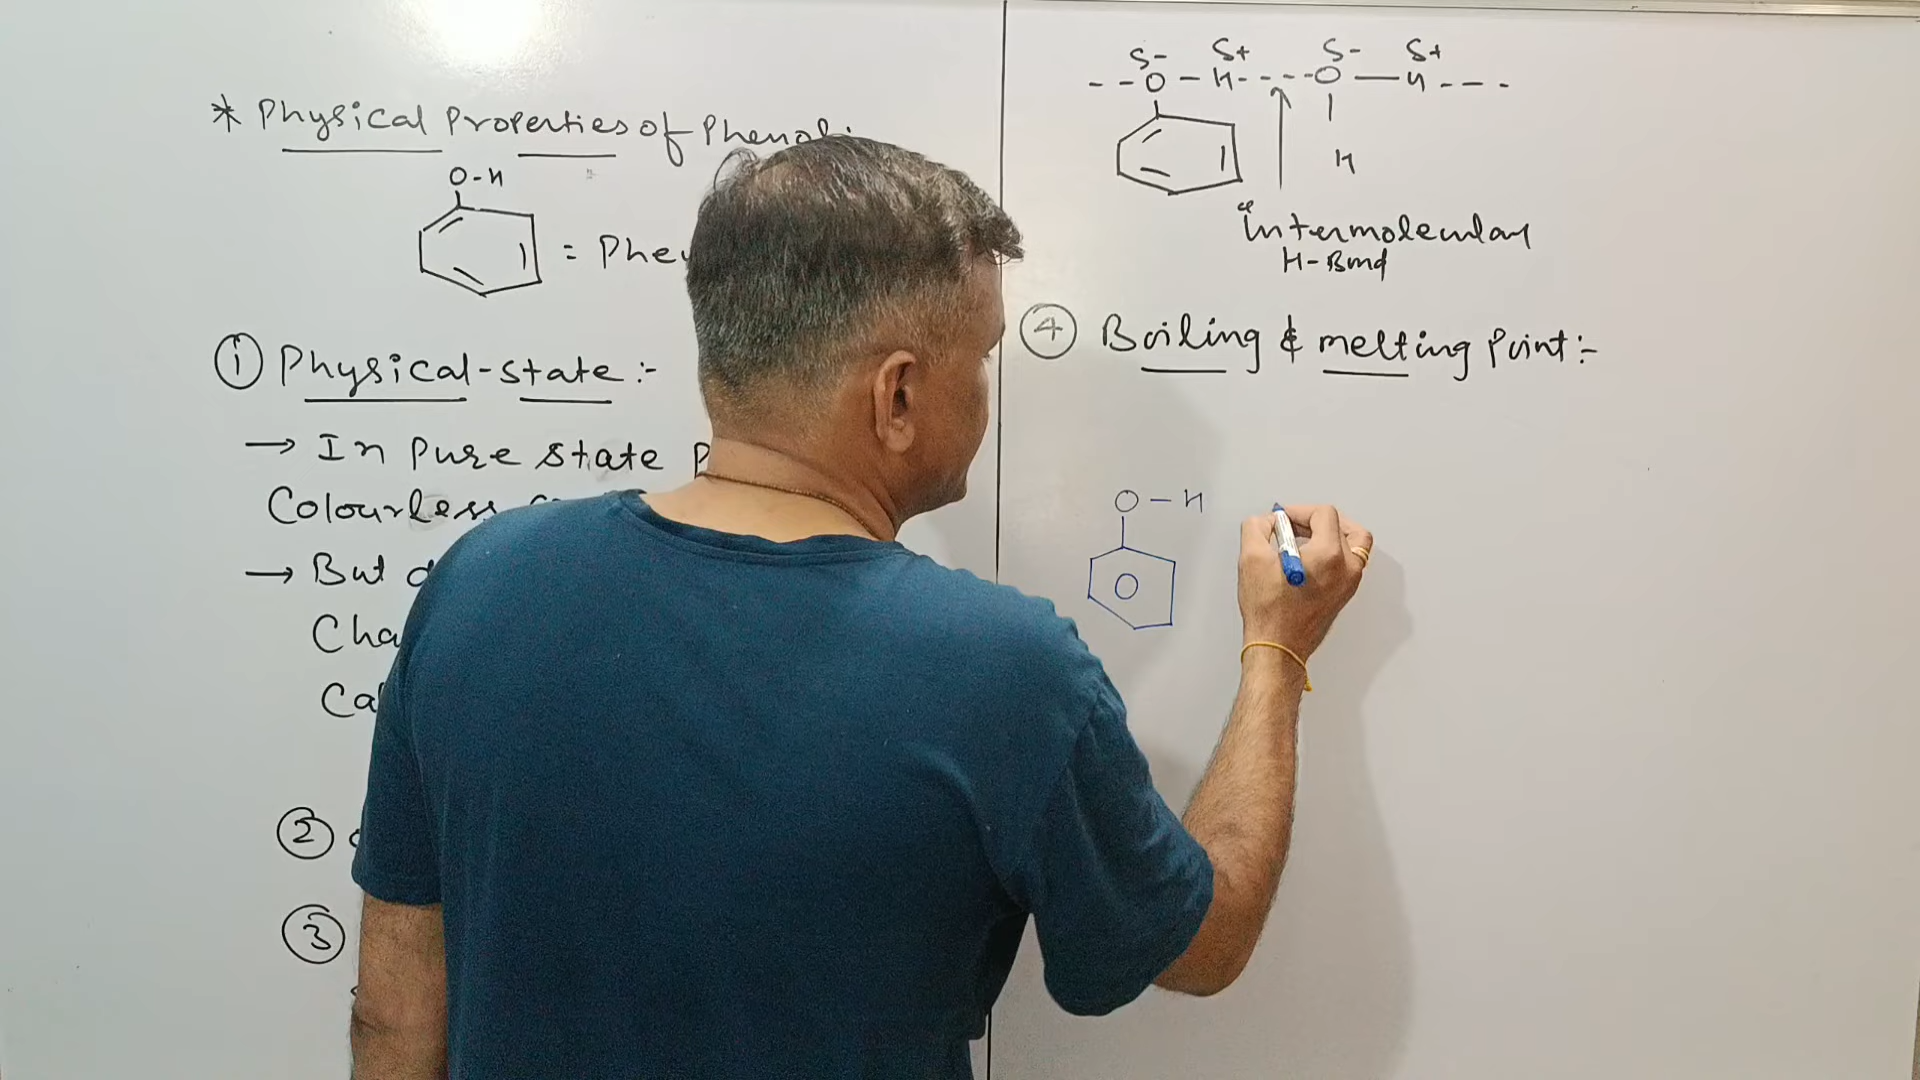 * Physical Properties of Phenol:
O-H
= Phe
① Physical-state :-
→ In Pure state P
Colourless
→ But
Cha
Ca
②
③
S- S+ S- S+
---O-H----O—H---
H
"Intermolecular
H-Bond
④ Boiling & melting Point :-
O-H